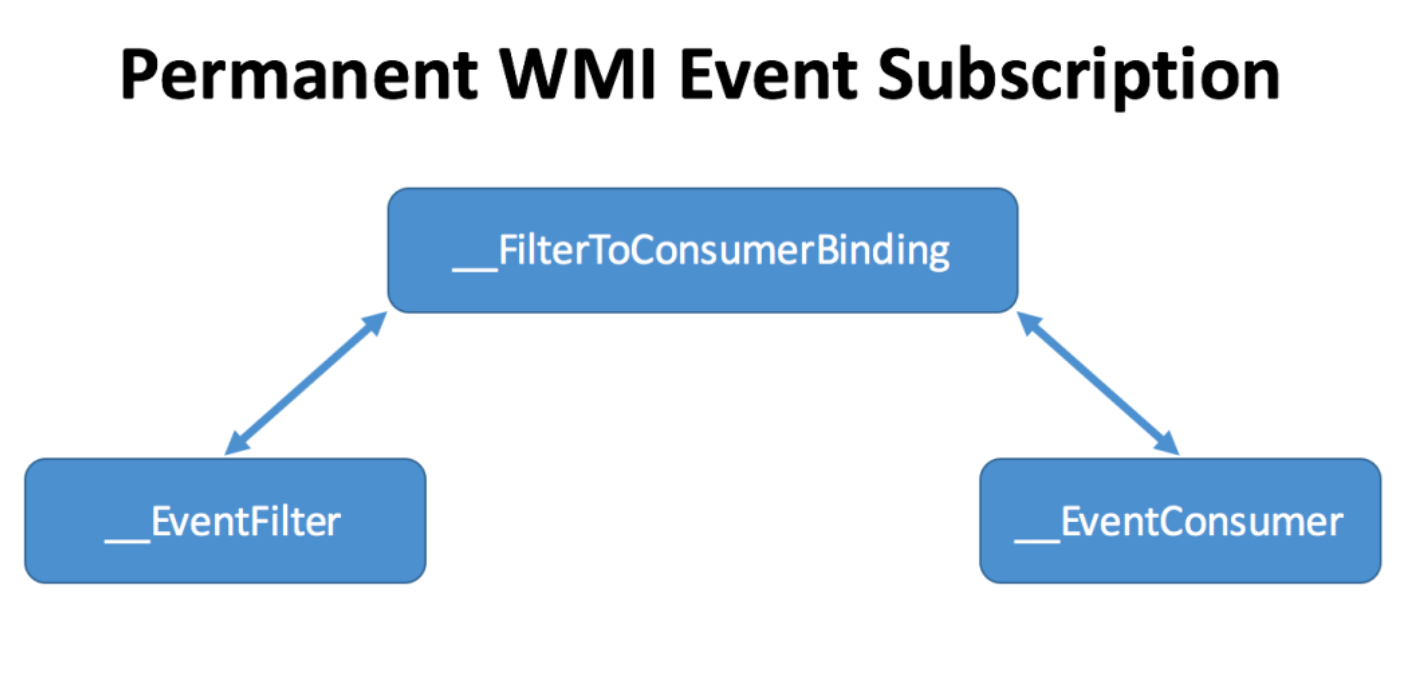 Permanent WMI Event Subscription
__FilterToConsumerBinding
__EventFilter
__EventConsumer